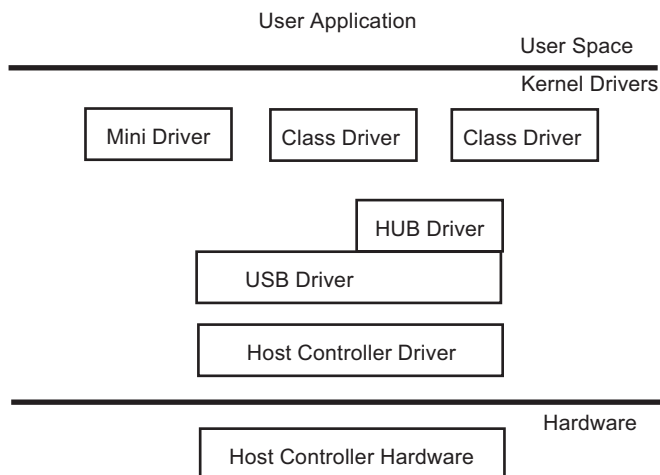 User Application
User Space
Kernel Drivers
Mini Driver
Class Driver
Class Driver
HUB Driver
USB Driver
Host Controller Driver
Hardware
Host Controller Hardware